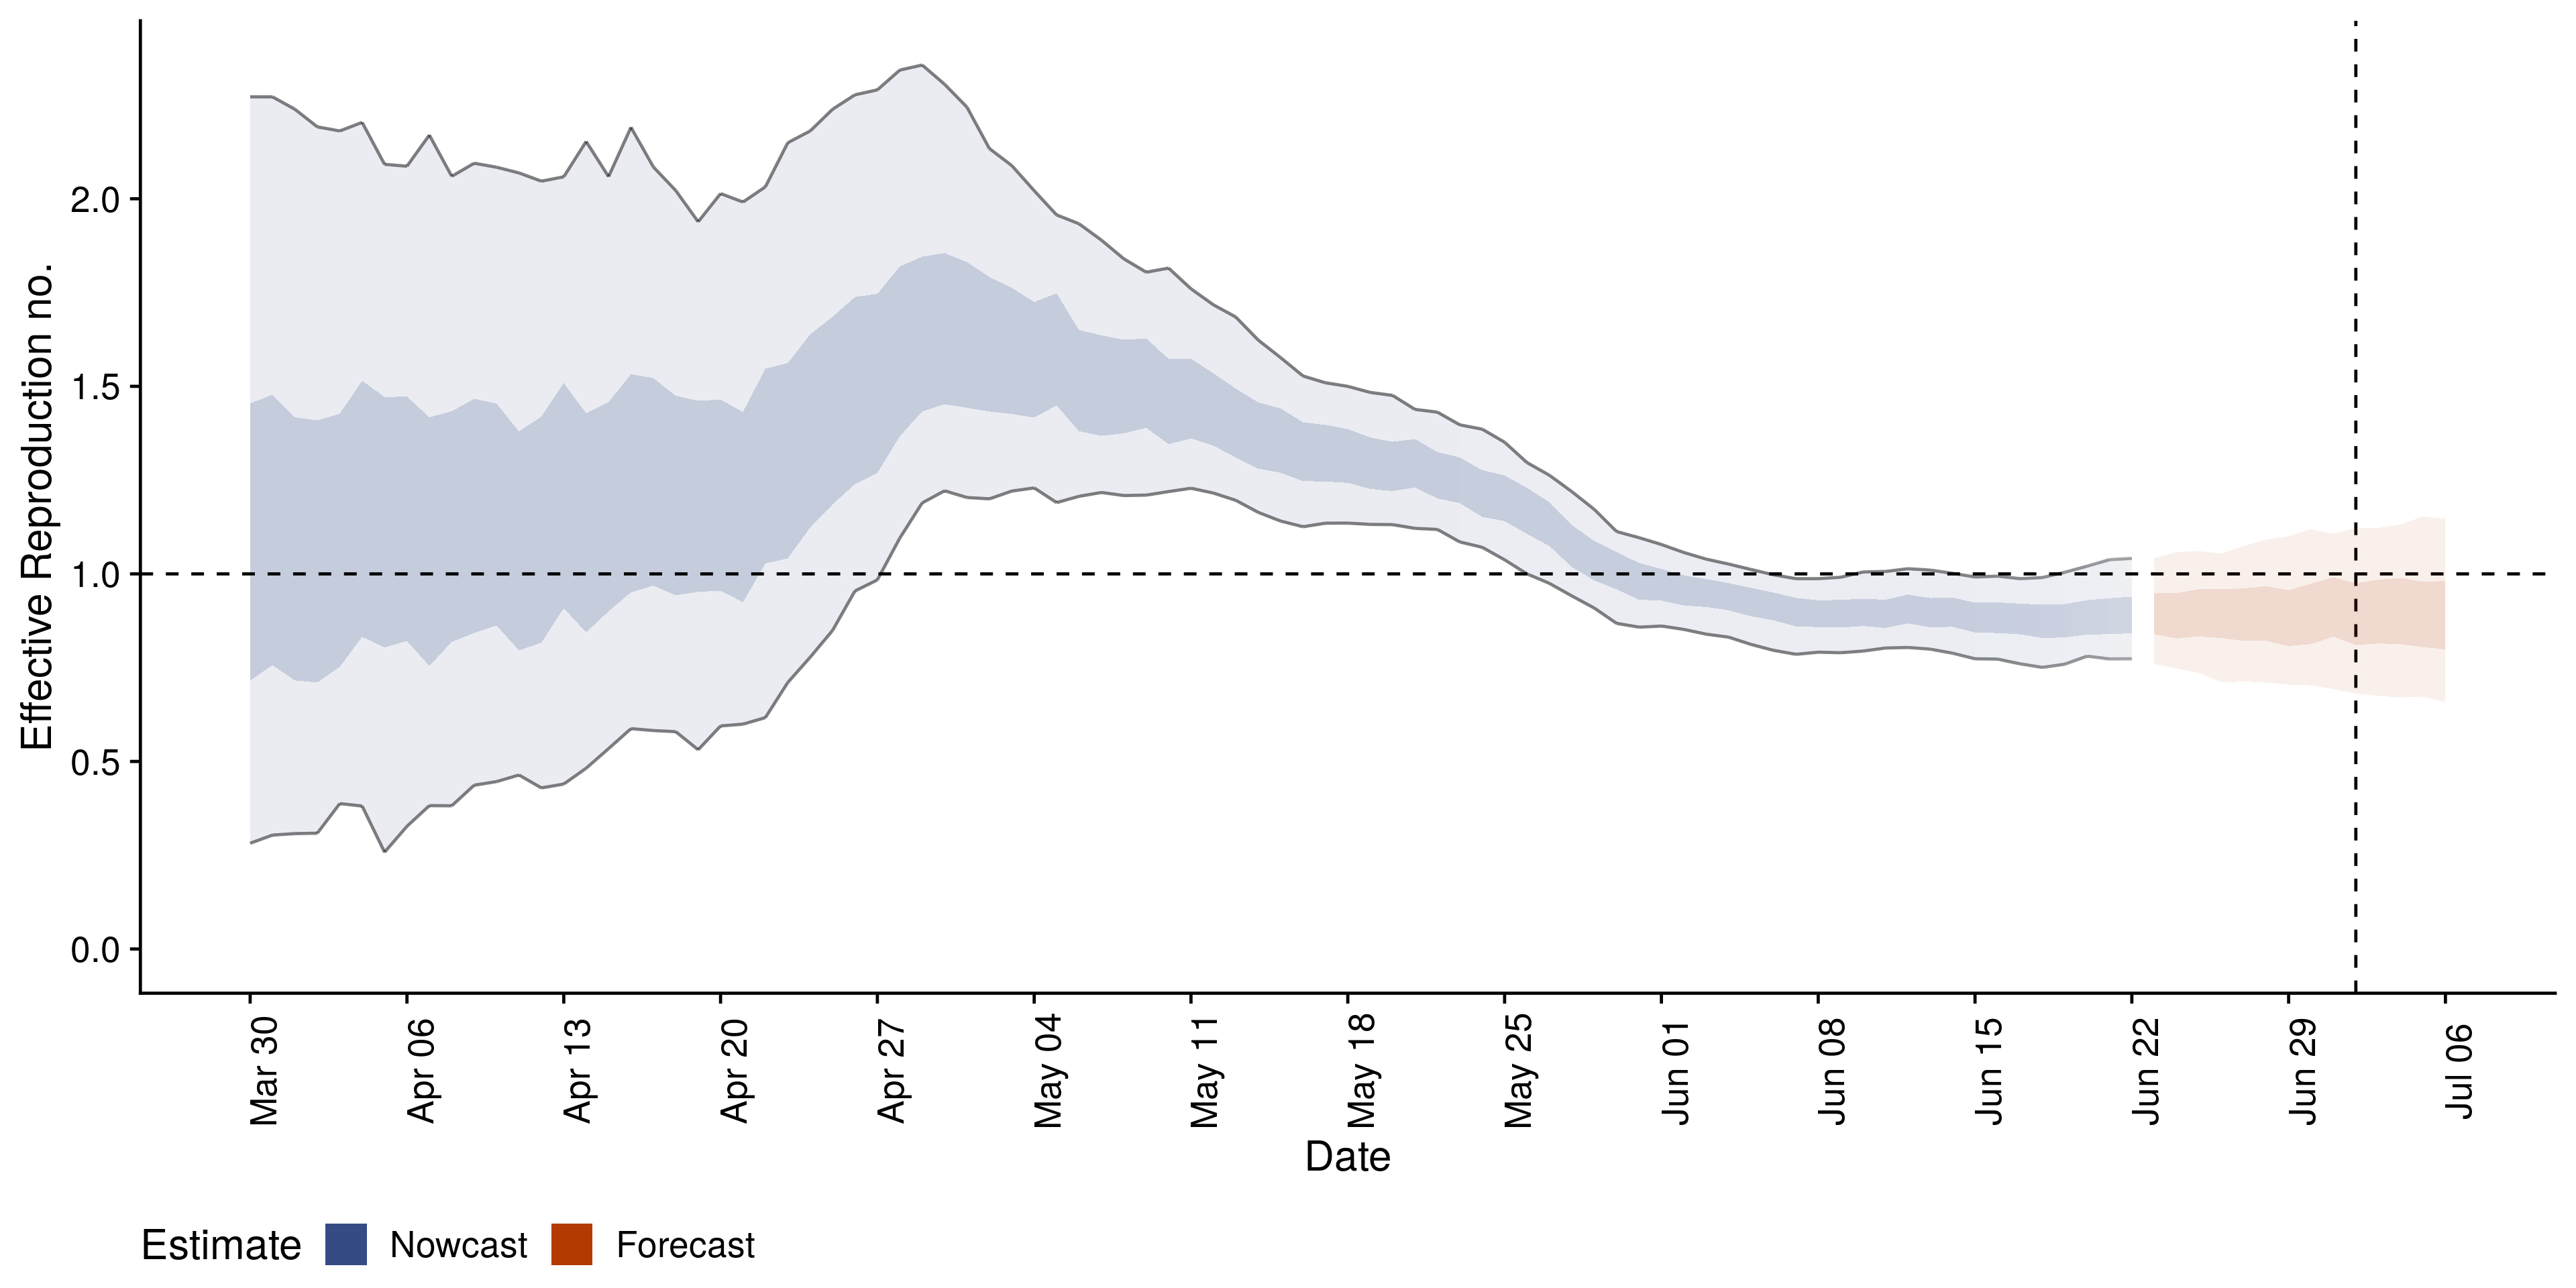 Effective Reproduction no.
2.0
1.5
1.0
0.5
0.0
Mar 30
Apr 06
Apr 13
Apr 20
Apr 27
May 04
May 11
May 18
May 25
Jun 01
Jun 08
Jun 15
Jun 22
Jun 29
Jul 06
Date
Estimate Nowcast Forecast